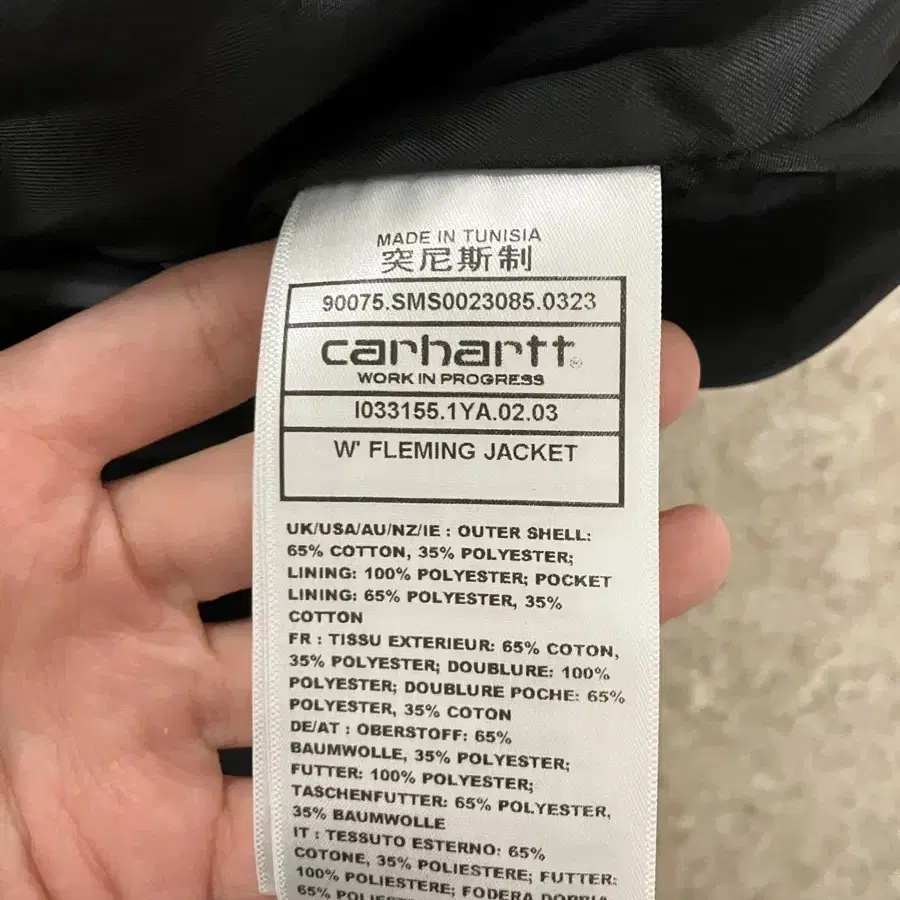 MADE IN TUNISIA
突尼斯制
90075.SMS0023085.0323
carhartt
WORK IN PROGRESS
I033155.1YA.02.03
W' FLEMING JACKET
UK/USA/AU/NZ/IE : OUTER SHELL:
65% COTTON, 35% POLYESTER;
LINING: 100% POLYESTER; POCKET
LINING: 65% POLYESTER, 35%
COTTON
FR : TISSU EXTERIEUR: 65% COTON,
35% POLYESTER; DOUBLURE: 100%
POLYESTER; DOUBLURE POCHE: 65%
POLYESTER, 35% COTON
DE/AT : OBERSTOFF: 65%
BAUMWOLLE, 35% POLYESTER;
FUTTER: 100% POLYESTER;
TASCHENFUTTER: 65% POLYESTER,
35% BAUMWOLLE
IT : TESSUTO ESTERNO: 65%
COTONE, 35% POLIESTERE; FUTTER:
100% POLIESTERE; FODERA DOPPIA
65% POLIESTERE, 35%